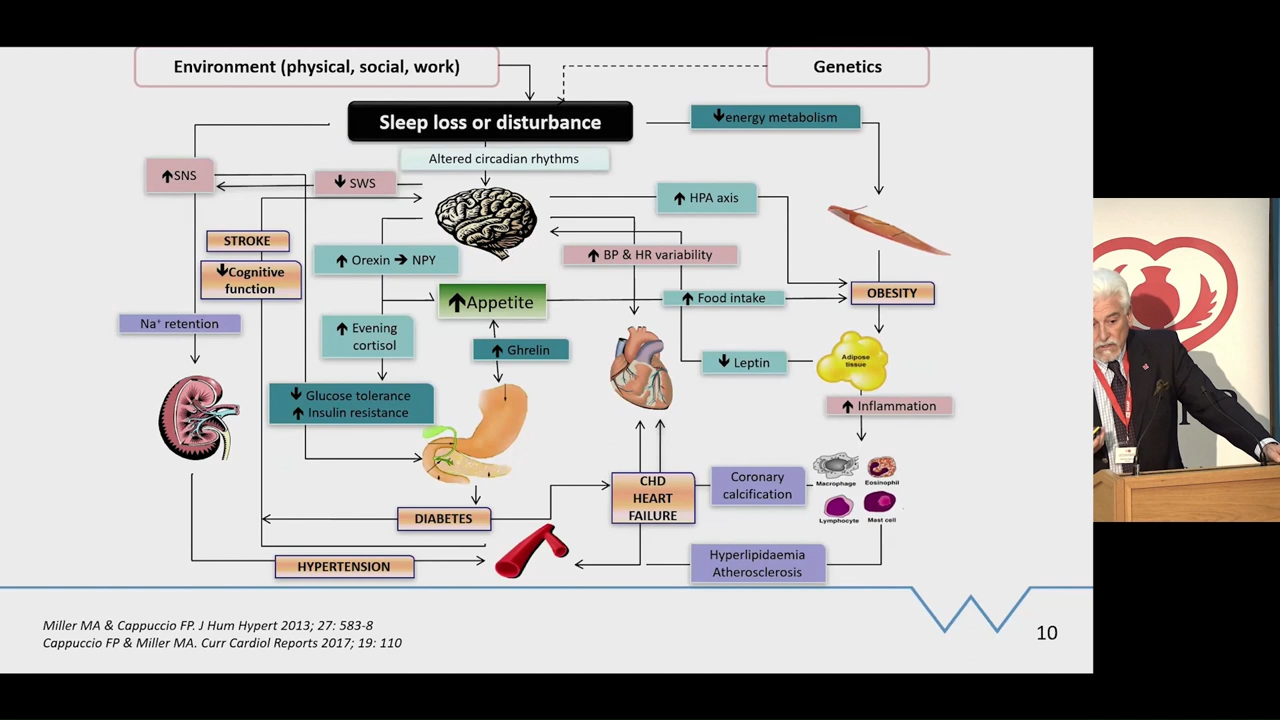 Environment (physical, social, work)
Genetics
Sleep loss or disturbance
energy metabolism
Altered circadian rhythms
SNS
SWS
HPA axis
STROKE
BP & HR variability
Orexin → NPY
Cognitive
function
OBESITY
Appetite
Food intake
Na⁺ retention
Evening
cortisol
Ghrelin
Leptin
Adipose
tissue
Glucose tolerance
Insulin resistance
Inflammation
Macrophage
Eosinophil
CHD
HEART
FAILURE
Coronary
calcification
Lymphocyte
Mast cell
DIABETES
HYPERTENSION
Hyperlipidaemia
Atherosclerosis
Miller MA & Cappuccio FP. J Hum Hypert 2013; 27: 583-8
Cappuccio FP & Miller MA. Curr Cardiol Reports 2017; 19: 110
10